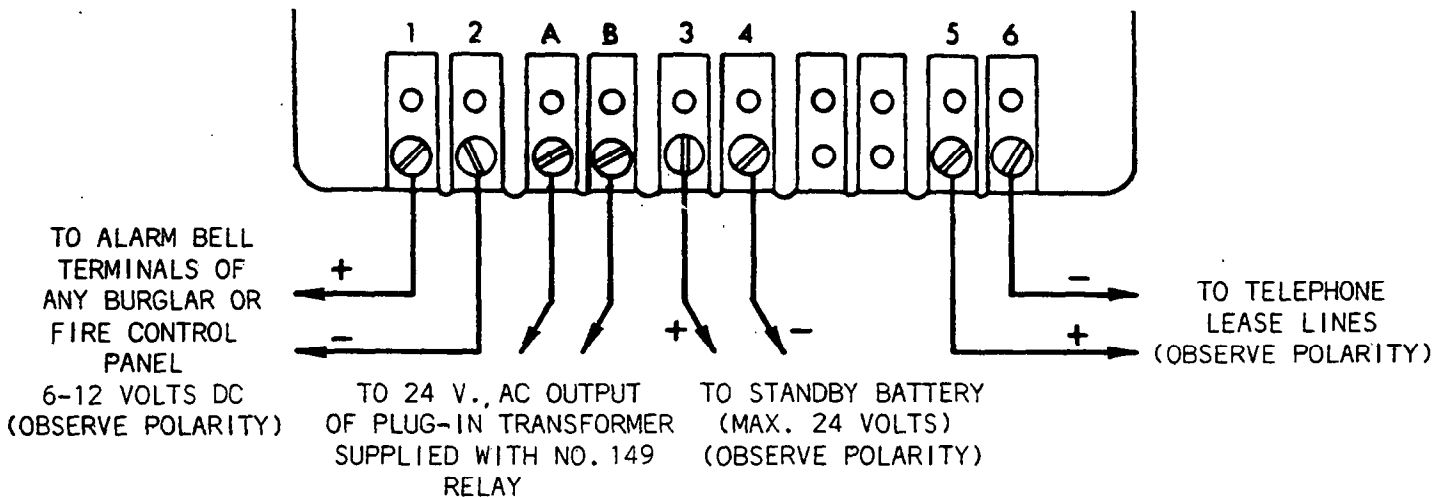 1 2 A B 3 4 5 6
+
-
TO ALARM BELL
TERMINALS OF
ANY BURGLAR OR
FIRE CONTROL
PANEL
6-12 VOLTS DC
(OBSERVE POLARITY)
TO 24 V., AC OUTPUT
OF PLUG-IN TRANSFORMER
SUPPLIED WITH NO. 149
RELAY
+ -
TO STANDBY BATTERY
(MAX. 24 VOLTS)
(OBSERVE POLARITY)
-
+
TO TELEPHONE
LEASE LINES
(OBSERVE POLARITY)